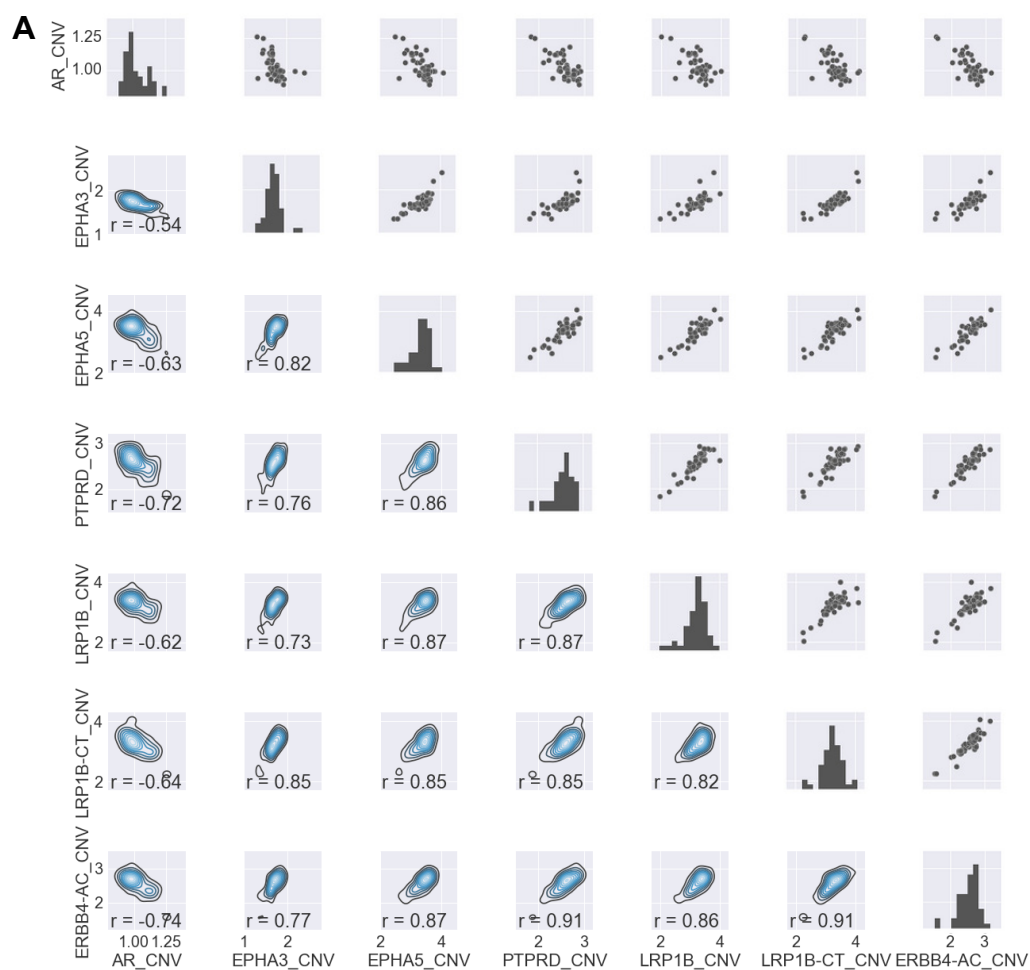 A
AR_CNV
1.25
1.00
EPHA3_CNV
2
1
r = -0.54
EPHA5_CNV
4
2
r = -0.63
r = 0.82
PTPRD_CNV
3
2
r = -0.72
r = 0.76
r = 0.86
LRP1B_CNV
4
2
r = -0.62
r = 0.73
r = 0.87
r = 0.87
LRP1B-CT_CNV
4
2
r = -0.64
r = 0.85
r = 0.85
r = 0.85
r = 0.82
ERBB4-AC_CNV
3
2
r = -0.74
r = 0.77
r = 0.87
r = 0.91
r = 0.86
r = 0.91
1.00 1.25
1 2
2 4
2 3
2 4
2 4
2 3
AR_CNV
EPHA3_CNV
EPHA5_CNV
PTPRD_CNV
LRP1B_CNV
LRP1B-CT_CNV
ERBB4-AC_CNV